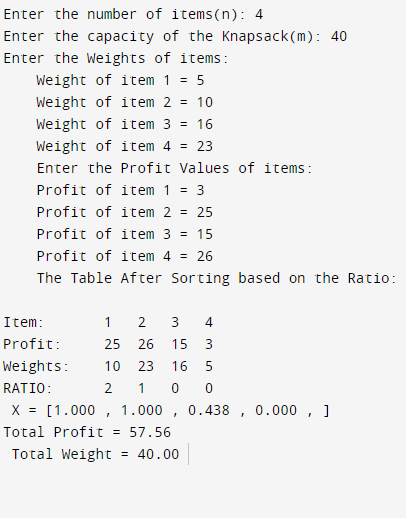 Enter the number of items(n): 4
Enter the capacity of the Knapsack(m): 40
Enter the Weights of items:
Weight of item 1 = 5
Weight of item 2 = 10
Weight of item 3 = 16
Weight of item 4 = 23
Enter the Profit Values of items:
Profit of item 1 = 3
Profit of item 2 = 25
Profit of item 3 = 15
Profit of item 4 = 26
The Table After Sorting based on the Ratio:
Item: 1 2 3 4
Profit: 25 26 15 3
Weights: 10 23 16 5
RATIO: 2 1 0 0
X = [1.000 , 1.000 , 0.438 , 0.000 , ]
Total Profit = 57.56
Total Weight = 40.00